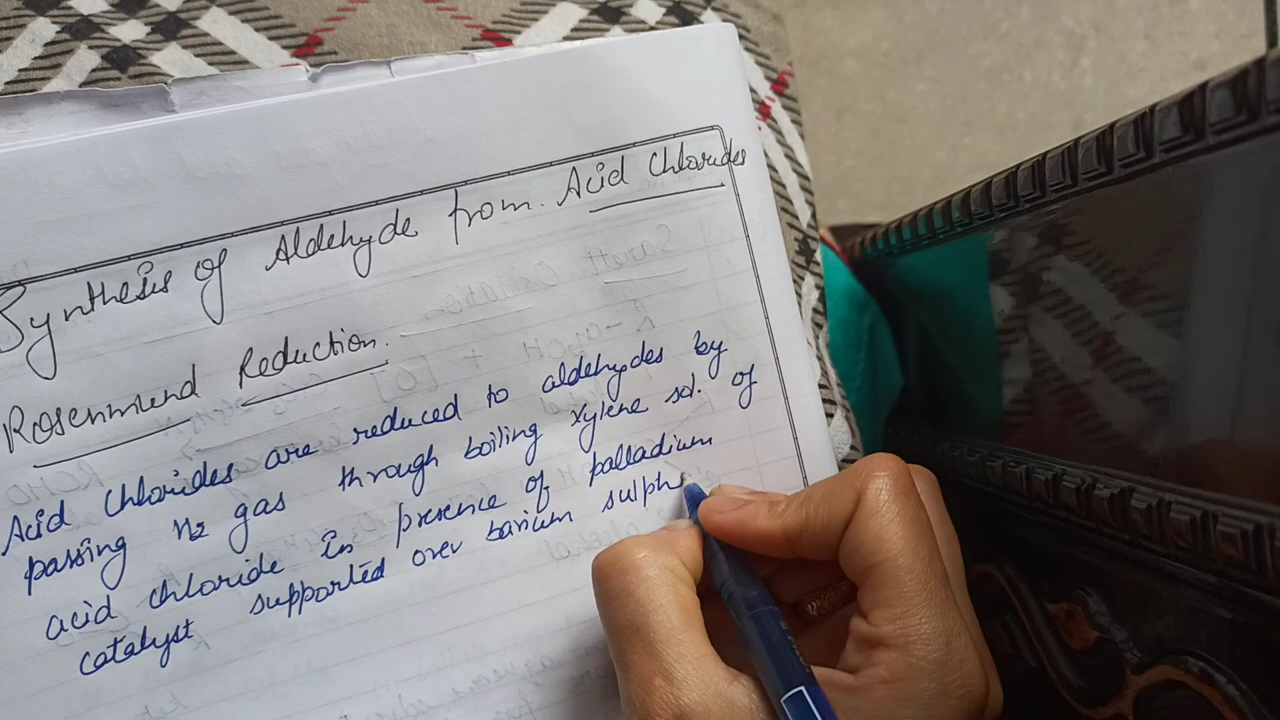 Synthesis of Aldehyde from Acid Chlorides
Rosenmund Reduction.
Acid Chlorides are reduced to aldehydes by
passing H2 gas through boiling xylene sol. of
acid chloride in presence of palladium
catalyst supported over barium sulph